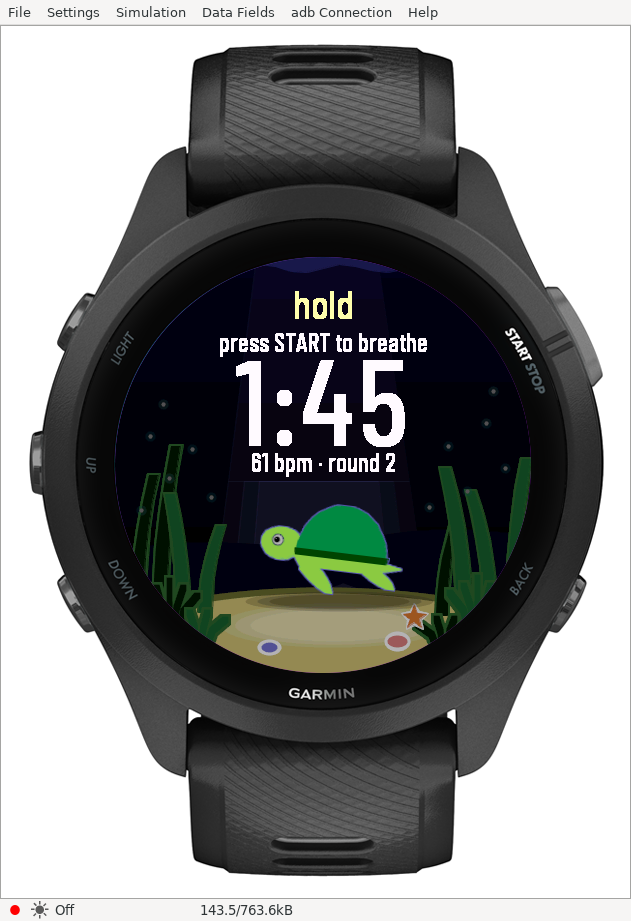 File Settings Simulation Data Fields adb Connection Help
hold
press START to breathe
1:45
61 bpm · round 2
LIGHT
START STOP
UP
DOWN
BACK
GARMIN
Off 143.5/763.6kB